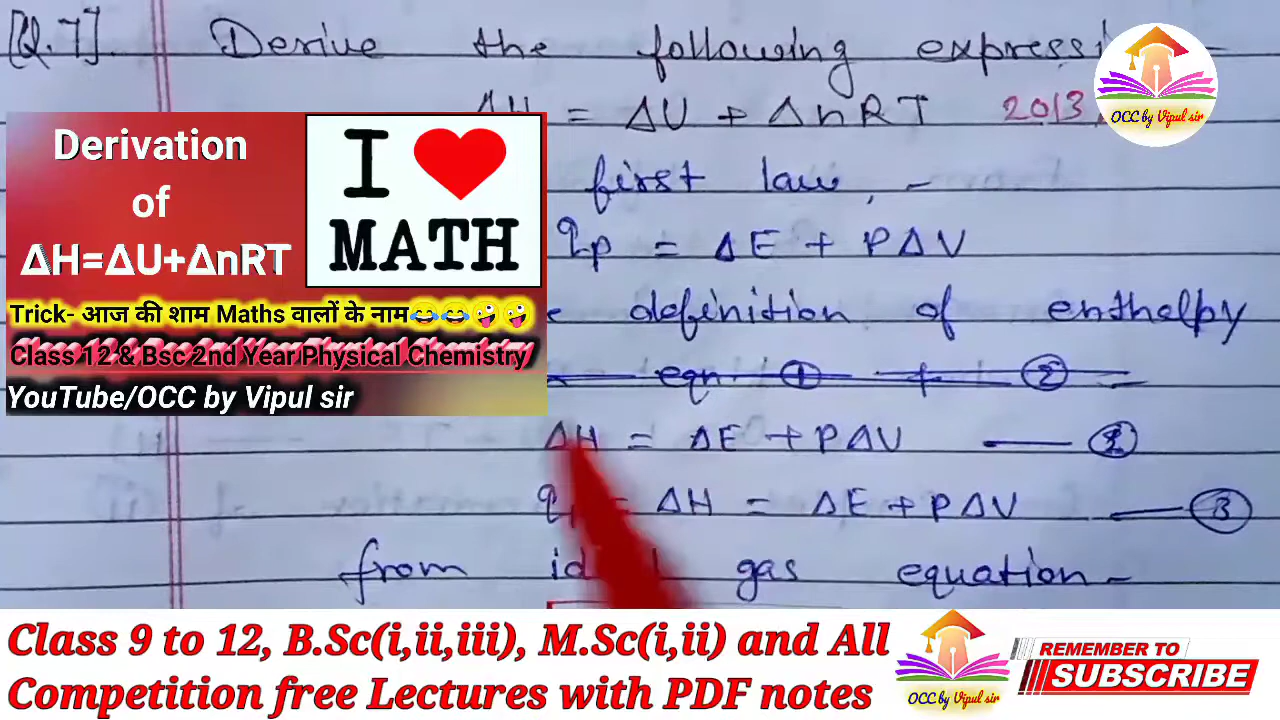 [Q.7]. Derive the following expressi
ΔH = ΔU + ΔnRT 2013
first law, -
qp = ΔE + PΔV
definition of enthalpy
eqn ① + ②
ΔH = ΔE + PΔV — ②
= ΔH = ΔE + PΔV — ③
from gas equation -
Derivation
of
ΔH=ΔU+ΔnRT
I ❤ MATH
Trick- आज की शाम Maths वालों के नाम😂😂🤪🤪
Class 12 & Bsc 2nd Year Physical Chemistry
YouTube/OCC by Vipul sir
OCC by Vipul sir
Class 9 to 12, B.Sc(i,ii,iii), M.Sc(i,ii) and All
Competition free Lectures with PDF notes
OCC by Vipul sir
REMEMBER TO
SUBSCRIBE